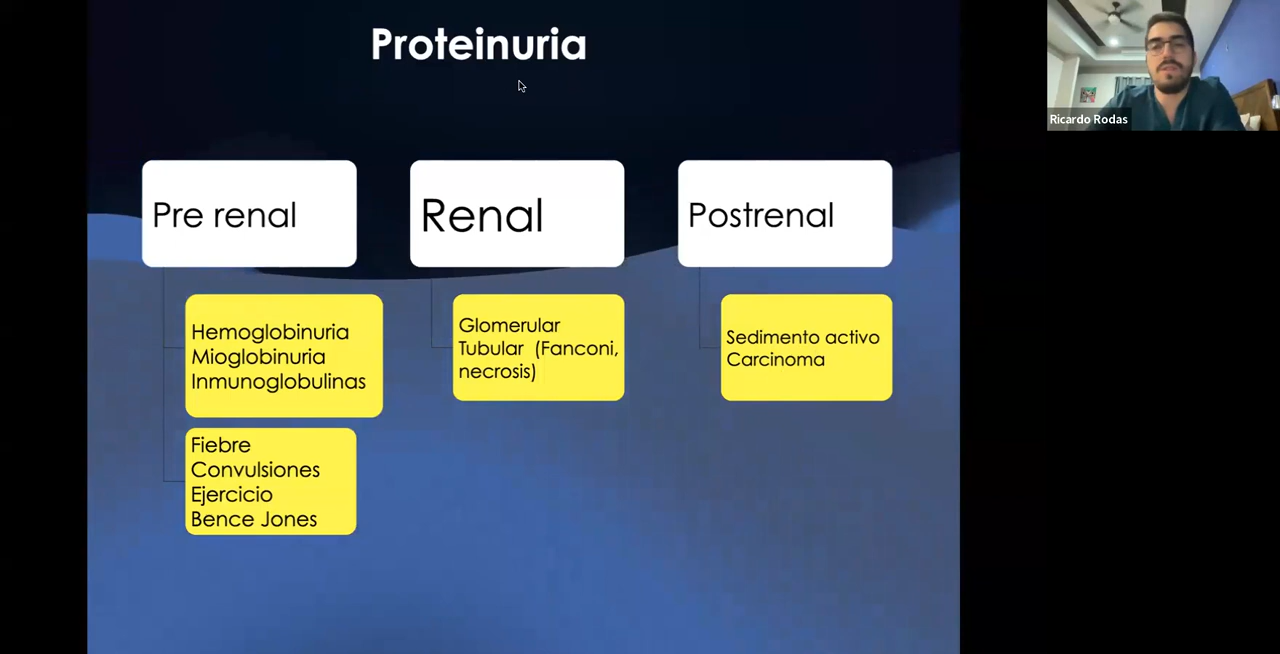 Proteinuria
Ricardo Rodas
Pre renal
Renal
Postrenal
Hemoglobinuria
Mioglobinuria
Inmunoglobulinas
Glomerular
Tubular (Fanconi,
necrosis)
Sedimento activo
Carcinoma
Fiebre
Convulsiones
Ejercicio
Bence Jones